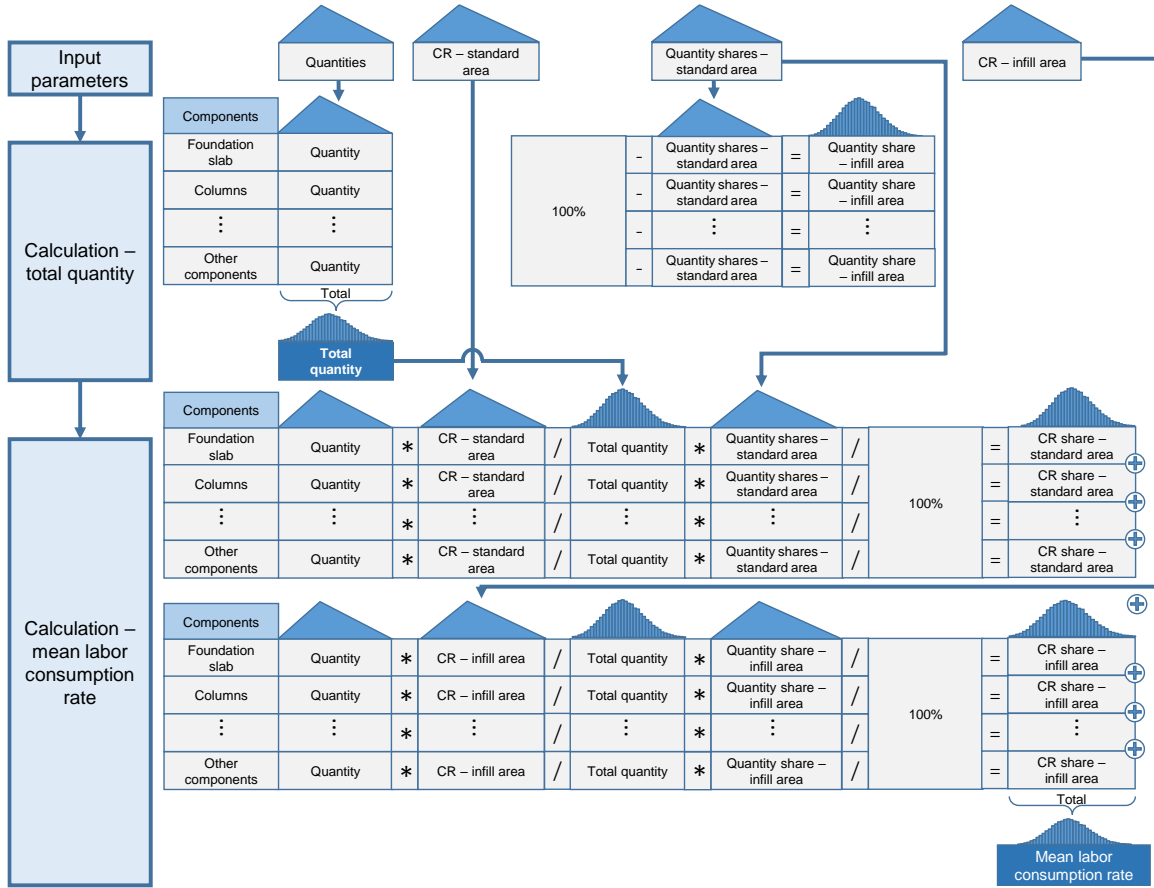 Input
parameters
Calculation –
total quantity
Calculation –
mean labor
consumption
rate
Quantities
CR – standard
area
Quantity shares –
standard area
CR – infill area
Components
Foundation
slab
Quantity
Columns
Quantity
⋮
⋮
Other
components
Quantity
Total
Total
quantity
100%
-
Quantity shares –
standard area
=
Quantity share
– infill area
-
Quantity shares –
standard area
=
Quantity share
– infill area
-
⋮
=
⋮
-
Quantity shares –
standard area
=
Quantity share
– infill area
Components
Foundation
slab
Quantity
*
CR – standard
area
/
Total quantity
*
Quantity shares –
standard area
/
100%
=
CR share –
standard area
+
Columns
Quantity
*
CR – standard
area
/
Total quantity
*
Quantity shares –
standard area
/
=
CR share –
standard area
+
⋮
⋮
*
⋮
/
⋮
*
⋮
/
=
⋮
+
Other
components
Quantity
*
CR – standard
area
/
Total quantity
*
Quantity shares –
standard area
/
=
CR share –
standard area
+
Components
Foundation
slab
Quantity
*
CR – infill area
/
Total quantity
*
Quantity share –
infill area
/
100%
=
CR share –
infill area
+
Columns
Quantity
*
CR – infill area
/
Total quantity
*
Quantity share –
infill area
/
=
CR share –
infill area
+
⋮
⋮
*
⋮
/
⋮
*
⋮
/
=
⋮
+
Other
components
Quantity
*
CR – infill area
/
Total quantity
*
Quantity share –
infill area
/
=
CR share –
infill area
Total
Mean labor
consumption rate